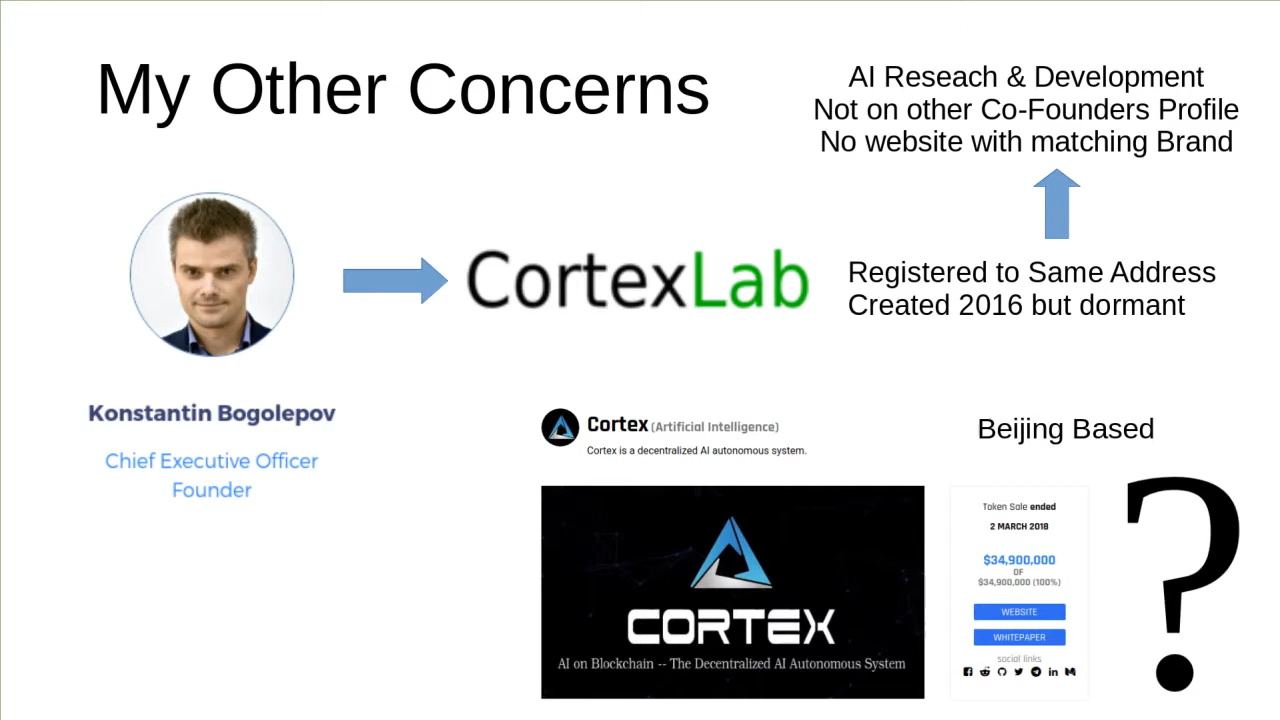 My Other Concerns
AI Reseach & Development
Not on other Co-Founders Profile
No website with matching Brand
CortexLab
Registered to Same Address
Created 2016 but dormant
Konstantin Bogolepov
Chief Executive Officer
Founder
Cortex (Artificial Intelligence)
Cortex is a decentralized AI autonomous system.
Beijing Based
CORTEX
AI on Blockchain -- The Decentralized AI Autonomous System
Token Sale ended
2 MARCH 2018
$34,900,000
OF
$34,900,000 (100%)
WEBSITE
WHITEPAPER
social links
?